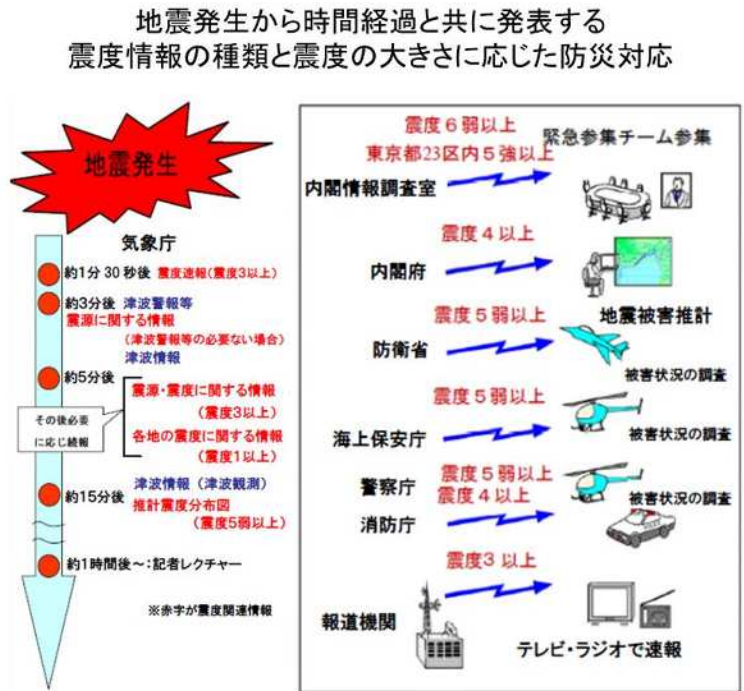 地震発生から時間経過と共に発表する
震度情報の種類と震度の大きさに応じた防災対応
地震発生
気象庁
約1分30秒後 震度速報(震度3以上)
約3分後 津波警報等
震源に関する情報
(津波警報等の必要ない場合)
津波情報
約5分後
震源・震度に関する情報
(震度3以上)
その後必要
に応じ続報
各地の震度に関する情報
(震度1以上)
約15分後
津波情報(津波観測)
推計震度分布図
(震度5弱以上)
約1時間後～:記者レクチャー
※赤字が震度関連情報
震度6弱以上
東京都23区内5強以上
緊急参集チーム参集
内閣情報調査室
震度4以上
内閣府
地震被害推計
震度5弱以上
防衛省
被害状況の調査
震度5弱以上
海上保安庁
被害状況の調査
震度5弱以上
警察庁
震度4以上
被害状況の調査
消防庁
震度3以上
報道機関
テレビ・ラジオで速報